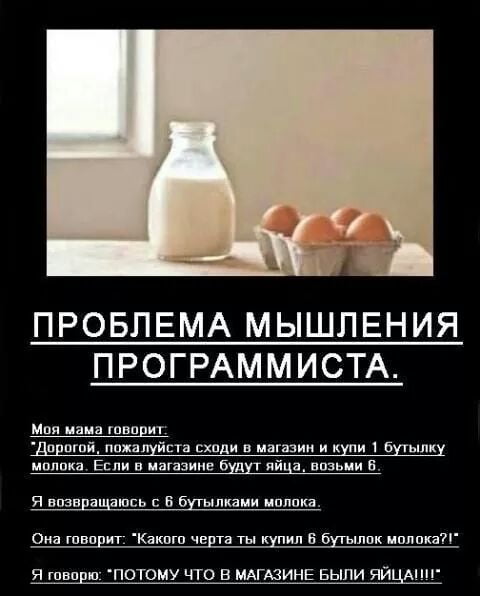 ПРОБЛЕМА МЫШЛЕНИЯ
ПРОГРАММИСТА.
Моя мама говорит:
"Дорогой, пожалуйста сходи в магазин и купи 1 бутылку
молока. Если в магазине будут яйца, возьми 6.
Я возвращаюсь с 6 бутылками молока.
Она говорит: "Какого черта ты купил 6 бутылок молока?!"
Я говорю: "ПОТОМУ ЧТО В МАГАЗИНЕ БЫЛИ ЯЙЦА!!!!"